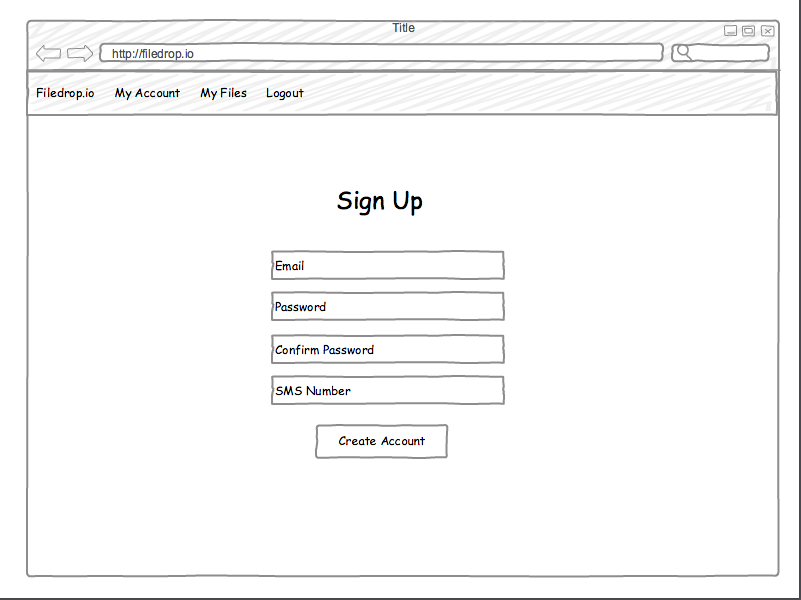 Title
http://filedrop.io
Filedrop.io My Account My Files Logout
Sign Up
Email
Password
Confirm Password
SMS Number
Create Account